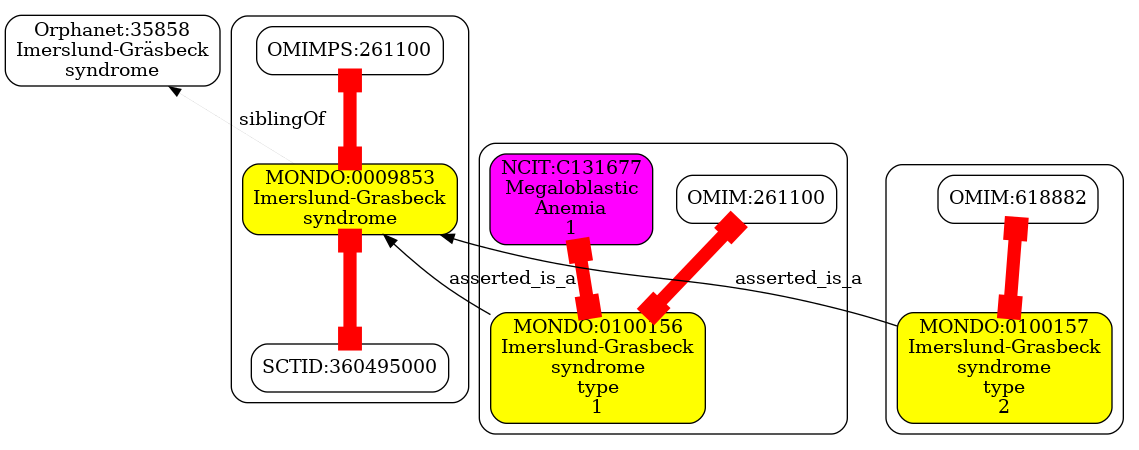 Orphanet:35858
Imerslund-Gräsbeck
syndrome
OMIMPS:261100
siblingOf
MONDO:0009853
Imerslund-Grasbeck
syndrome
SCTID:360495000
NCIT:C131677
Megaloblastic
Anemia
1
OMIM:261100
asserted_is_a
MONDO:0100156
Imerslund-Grasbeck
syndrome
type
1
OMIM:618882
asserted_is_a
MONDO:0100157
Imerslund-Grasbeck
syndrome
type
2